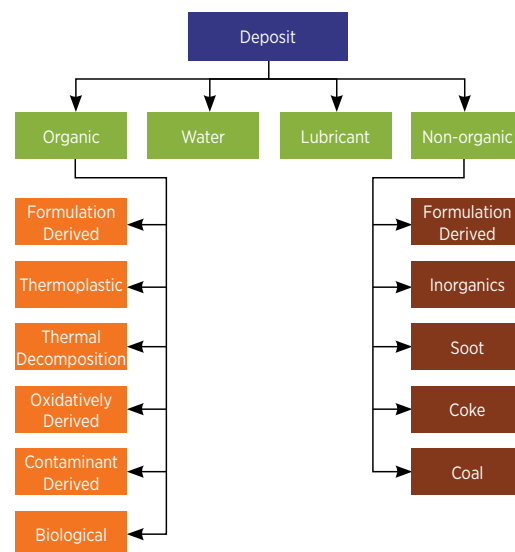 Deposit
Organic
Water
Lubricant
Non-organic
Formulation
Derived
Thermoplastic
Thermal
Decomposition
Oxidatively
Derived
Contaminant
Derived
Biological
Formulation
Derived
Inorganics
Soot
Coke
Coal